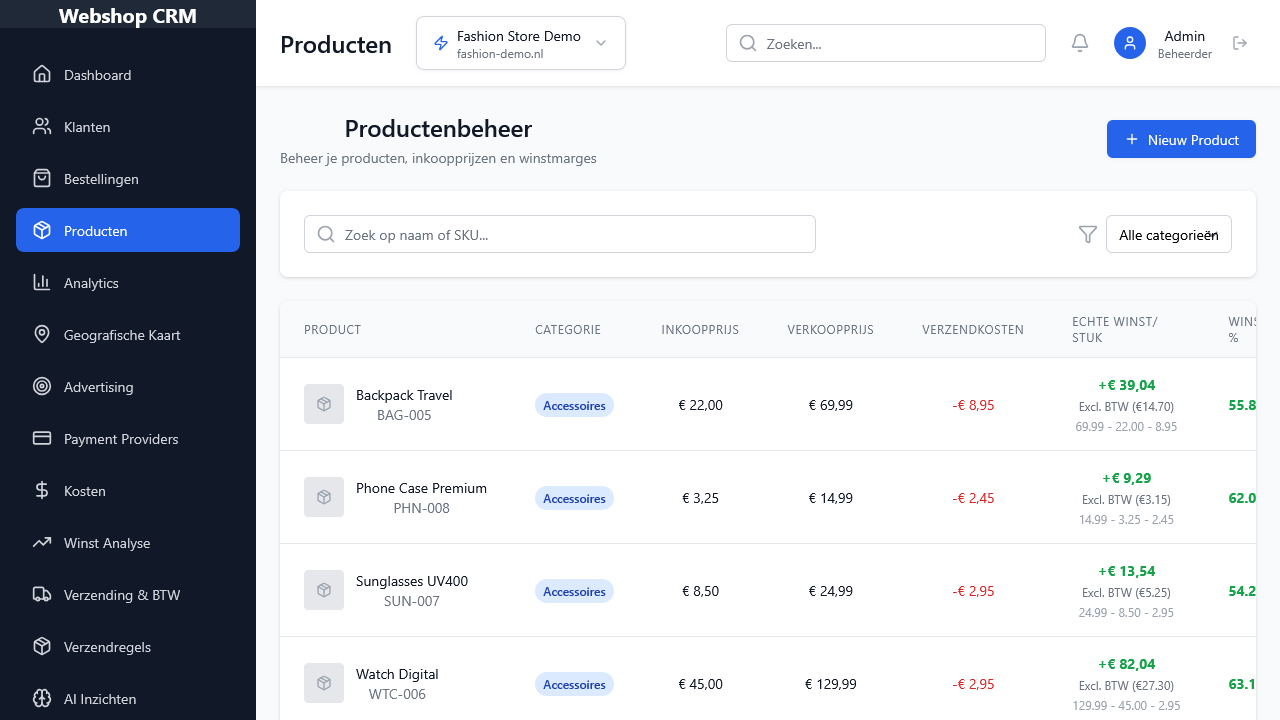 Webshop CRM
Dashboard
Klanten
Bestellingen
Producten
Analytics
Geografische Kaart
Advertising
Payment Providers
Kosten
Winst Analyse
Verzending & BTW
Verzendregels
AI Inzichten
Producten
Fashion Store Demo
fashion-demo.nl
Zoeken...
Admin
Beheerder
Productenbeheer
Beheer je producten, inkoopprijzen en winstmarges
Nieuw Product
Zoek op naam of SKU...
Alle categorieën
PRODUCT CATEGORIE INKOOPPRIJS VERKOOPPRIJS VERZENDKOSTEN ECHTE WINST/
STUK %
Backpack Travel
BAG-005
Accessoires
€ 22,00
€ 69,99
-€ 8,95
+€ 39,04
Excl. BTW (€14.70)
69.99 - 22.00 - 8.95
55.8
Phone Case Premium
PHN-008
Accessoires
€ 3,25
€ 14,99
-€ 2,45
+€ 9,29
Excl. BTW (€3.15)
14.99 - 3.25 - 2.45
62.0
Sunglasses UV400
SUN-007
Accessoires
€ 8,50
€ 24,99
-€ 2,95
+€ 13,54
Excl. BTW (€5.25)
24.99 - 8.50 - 2.95
54.2
Watch Digital
WTC-006
Accessoires
€ 45,00
€ 129,99
-€ 2,95
+€ 82,04
Excl. BTW (€27.30)
129.99 - 45.00 - 2.95
63.1